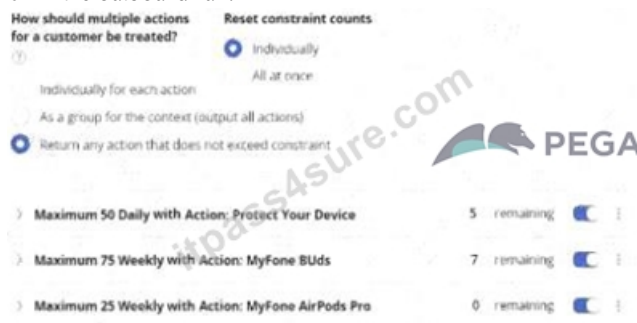 How should multiple actions
for a customer be treated?
Reset constraint counts
Individually
All at once
Individually for each action
As a group for the context (output all actions)
Return any action that does not exceed constraint
itpass4sure.com
PEGA
Maximum 50 Daily with Action: Protect Your Device
5 remaining
Maximum 75 Weekly with Action: MyFone BUds
7 remaining
Maximum 25 Weekly with Action: MyFone AirPods Pro
0 remaining